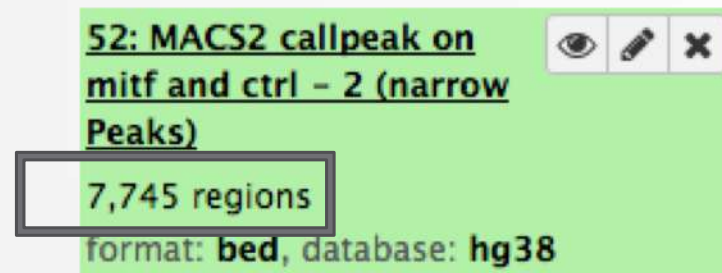 52: MACS2 callpeak on
mitf and ctrl – 2 (narrow
Peaks)
7,745 regions
format: bed, database: hg38